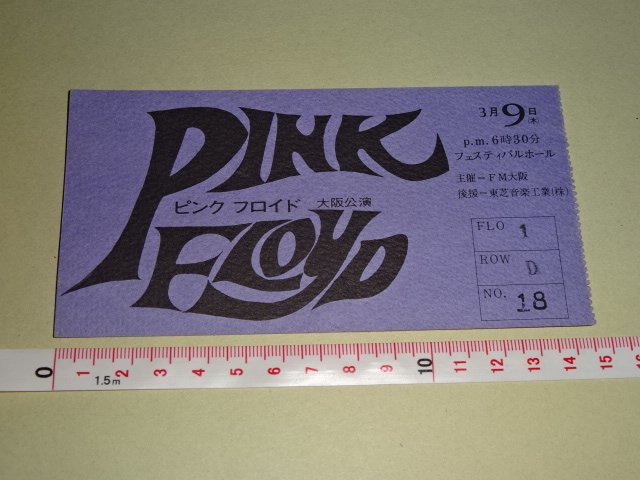 PINK
FLOYD
ピンク フロイド 大阪公演
3月9日(木)
p.m.6時30分
フェスティバルホール
主催=FM大阪
後援=東芝音楽工業(株)
FLO 1
ROW D
NO. 18
0 1 2 3 4 5 6 7 8 9 10 11 12 13 14 15 16
1.5m